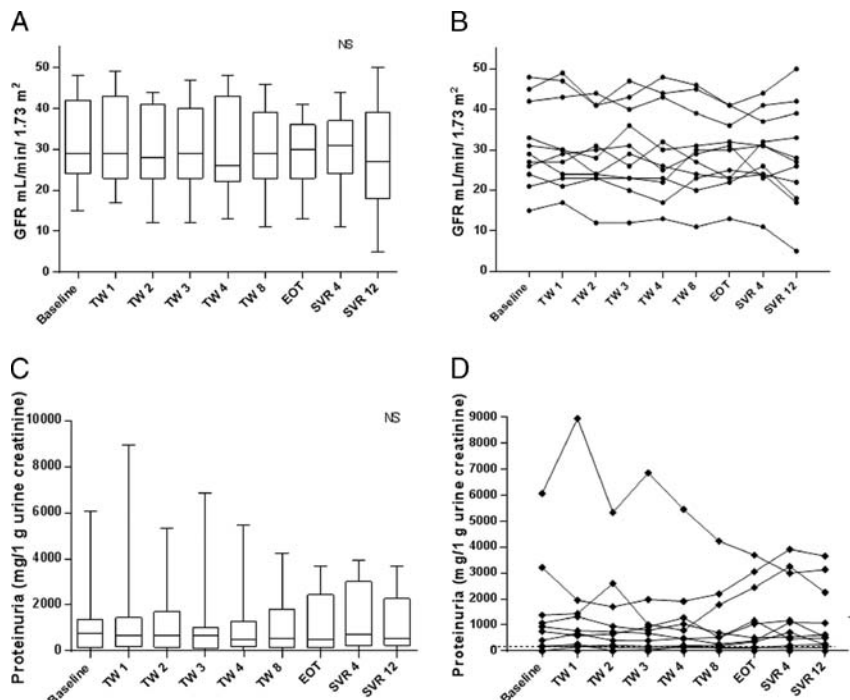 A
NS
GFR mL/min/ 1.73 m²
50
40
30
20
10
0
Baseline
TW 1
TW 2
TW 3
TW 4
TW 8
EOT
SVR 4
SVR 12
B
GFR mL/min/ 1.73 m²
50
40
30
20
10
0
Baseline
TW 1
TW 2
TW 3
TW 4
TW 8
EOT
SVR 4
SVR 12
C
NS
Proteinuria (mg/1 g urine creatinine)
10000
8000
6000
4000
2000
0
Baseline
TW 1
TW 2
TW 3
TW 4
TW 8
EOT
SVR 4
SVR 12
D
Proteinuria (mg/1 g urine creatinine)
9000
8000
7000
6000
5000
4000
3000
2000
1000
0
Baseline
TW 1
TW 2
TW 3
TW 4
TW 8
EOT
SVR 4
SVR 12